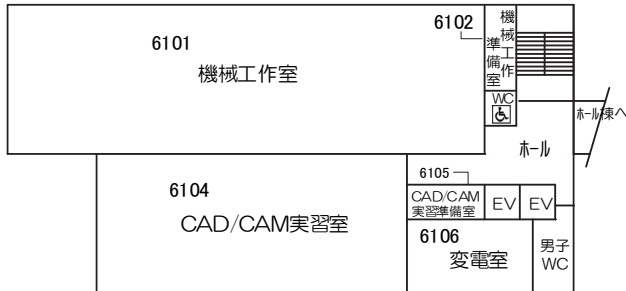 6101
機械工作室
6102
機械工作
準備室
WC
ホール棟へ
ホール
6104
CAD/CAM実習室
6105
CAD/CAM
実習準備室
EV
EV
6106
変電室
男子
WC